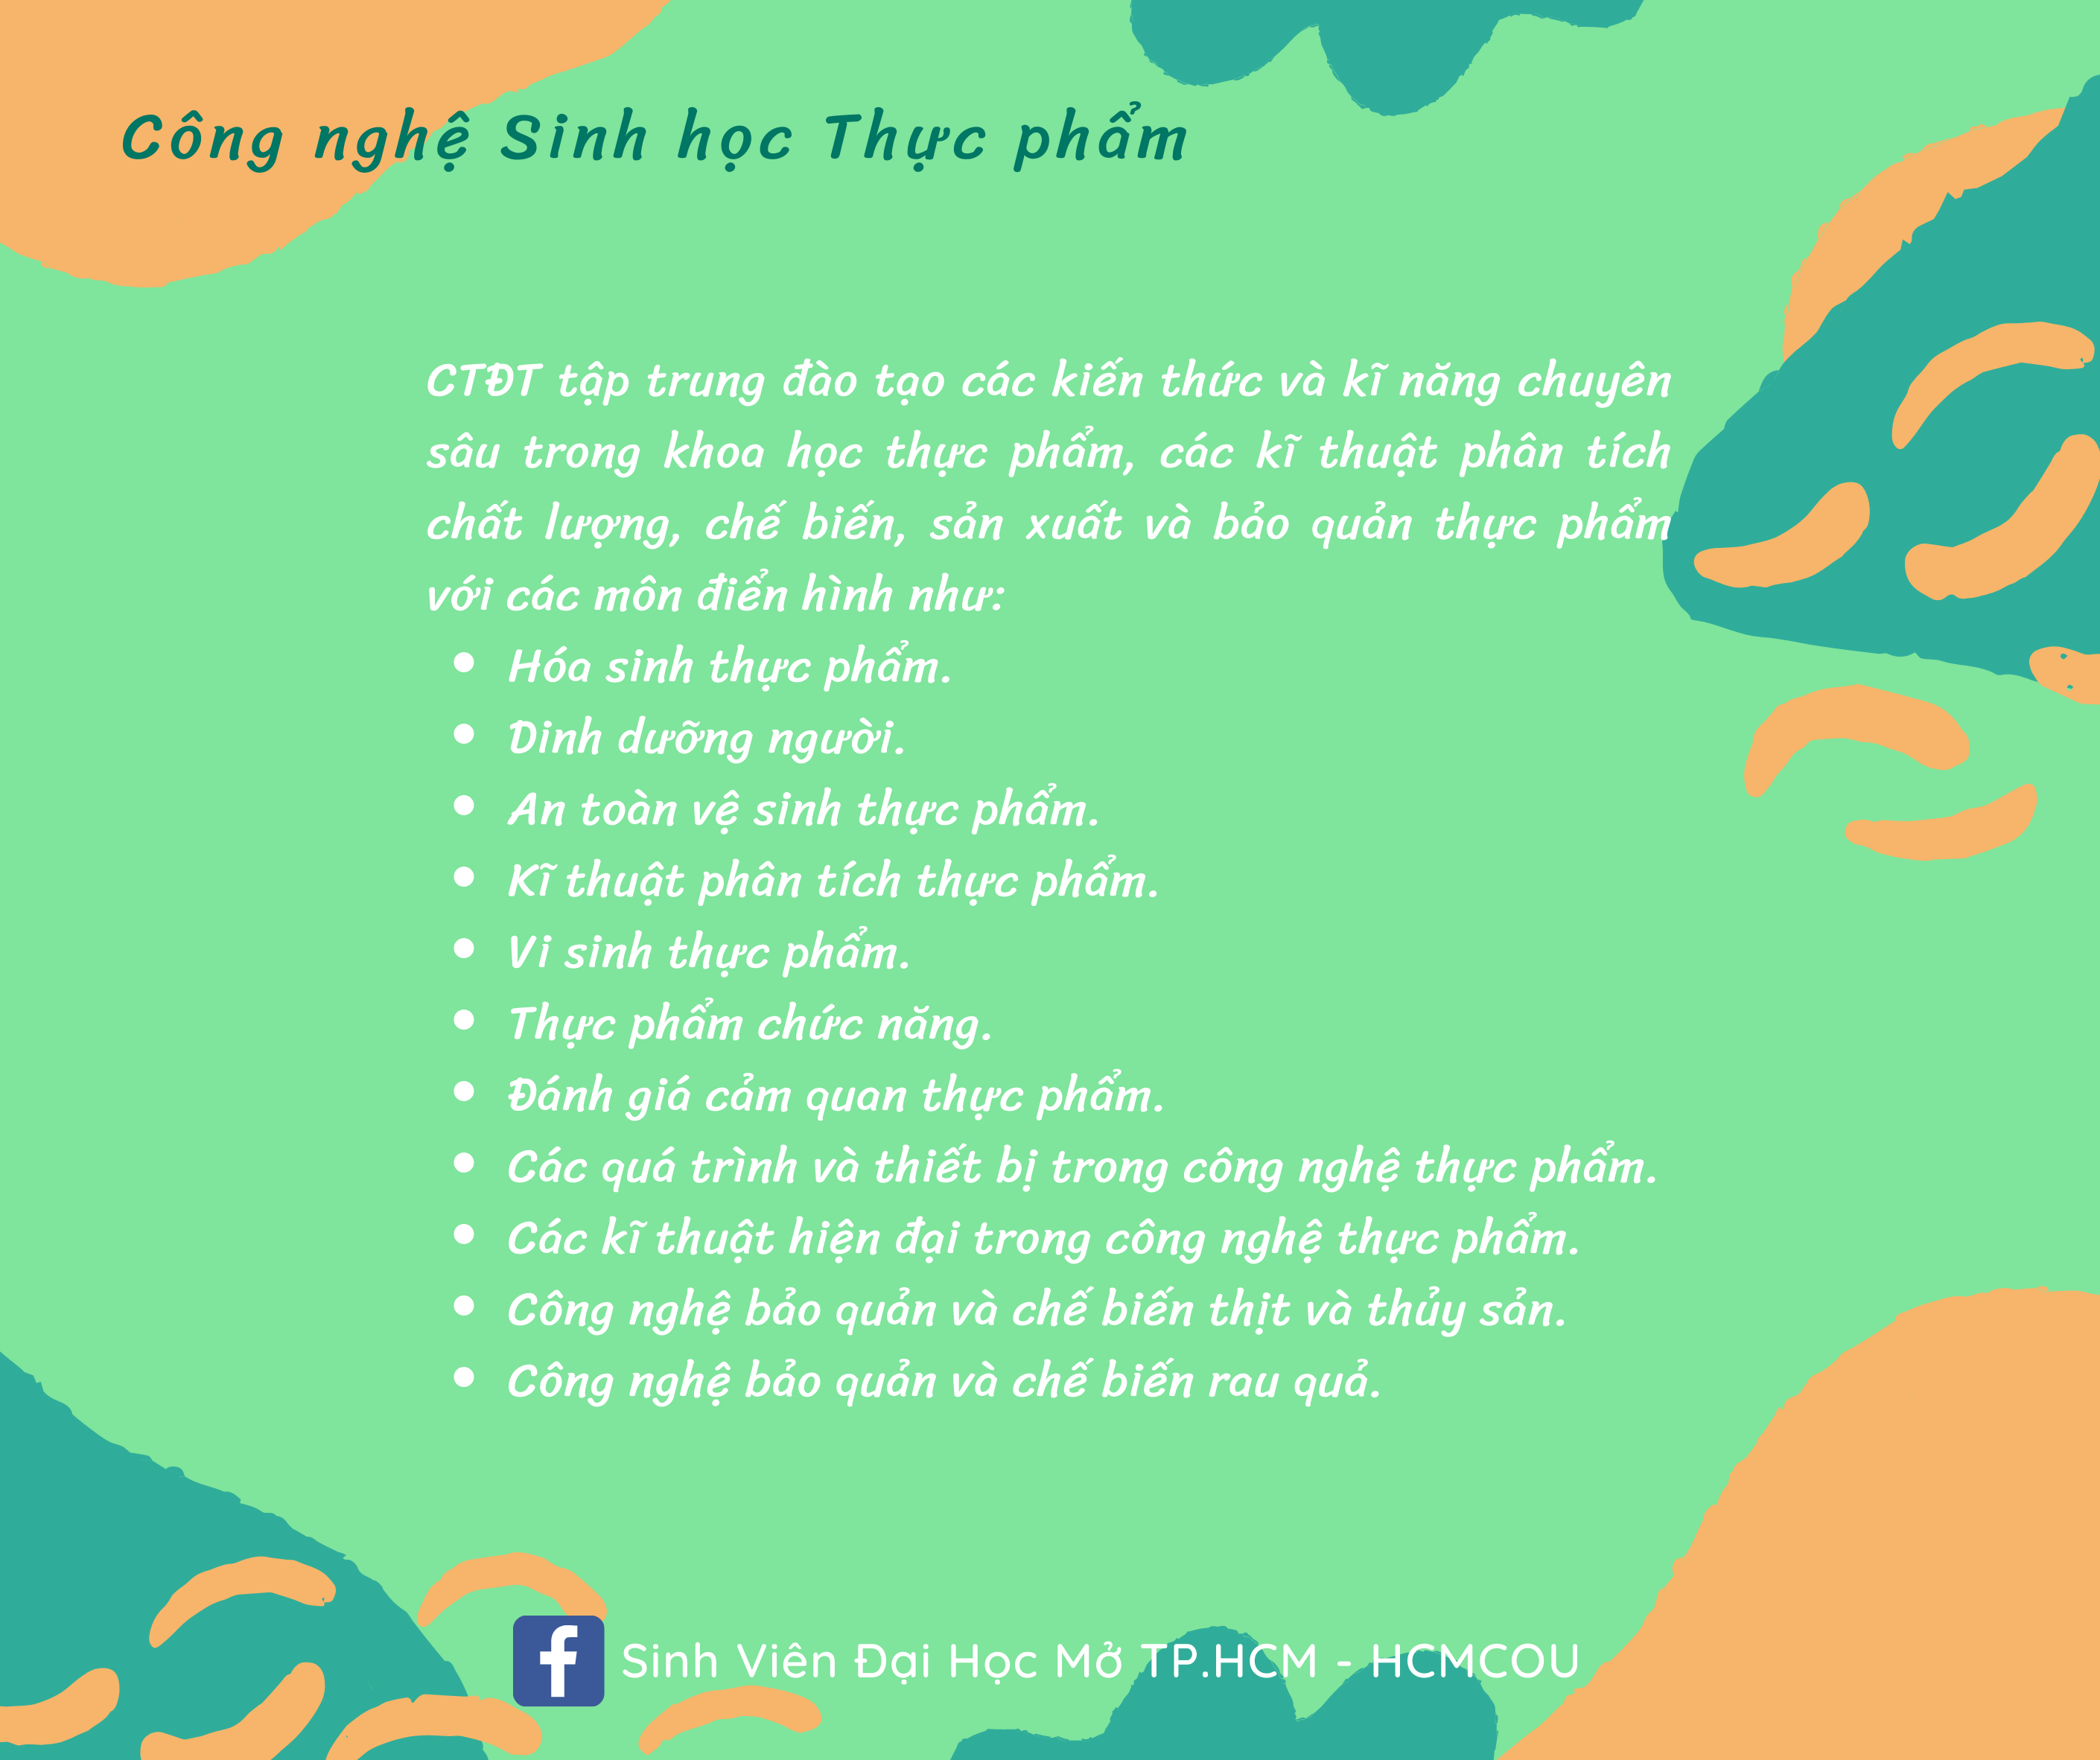 Công nghệ Sinh học Thực phẩm
CTĐT tập trung đào tạo các kiến thức và kĩ năng chuyên
sâu trong khoa học thực phẩm, các kĩ thuật phân tích
chất lượng, chế biến, sản xuất và bảo quản thực phẩm
với các môn điển hình như:
• Hóa sinh thực phẩm.
• Dinh dưỡng người.
• An toàn vệ sinh thực phẩm.
• Kĩ thuật phân tích thực phẩm.
• Vi sinh thực phẩm.
• Thực phẩm chức năng.
• Đánh giá cảm quan thực phẩm.
• Các quá trình và thiết bị trong công nghệ thực phẩm.
• Các kĩ thuật hiện đại trong công nghệ thực phẩm.
• Công nghệ bảo quản và chế biến thịt và thủy sản.
• Công nghệ bảo quản và chế biến rau quả.
Sinh Viên Đại Học Mở TP.HCM - HCMCOU